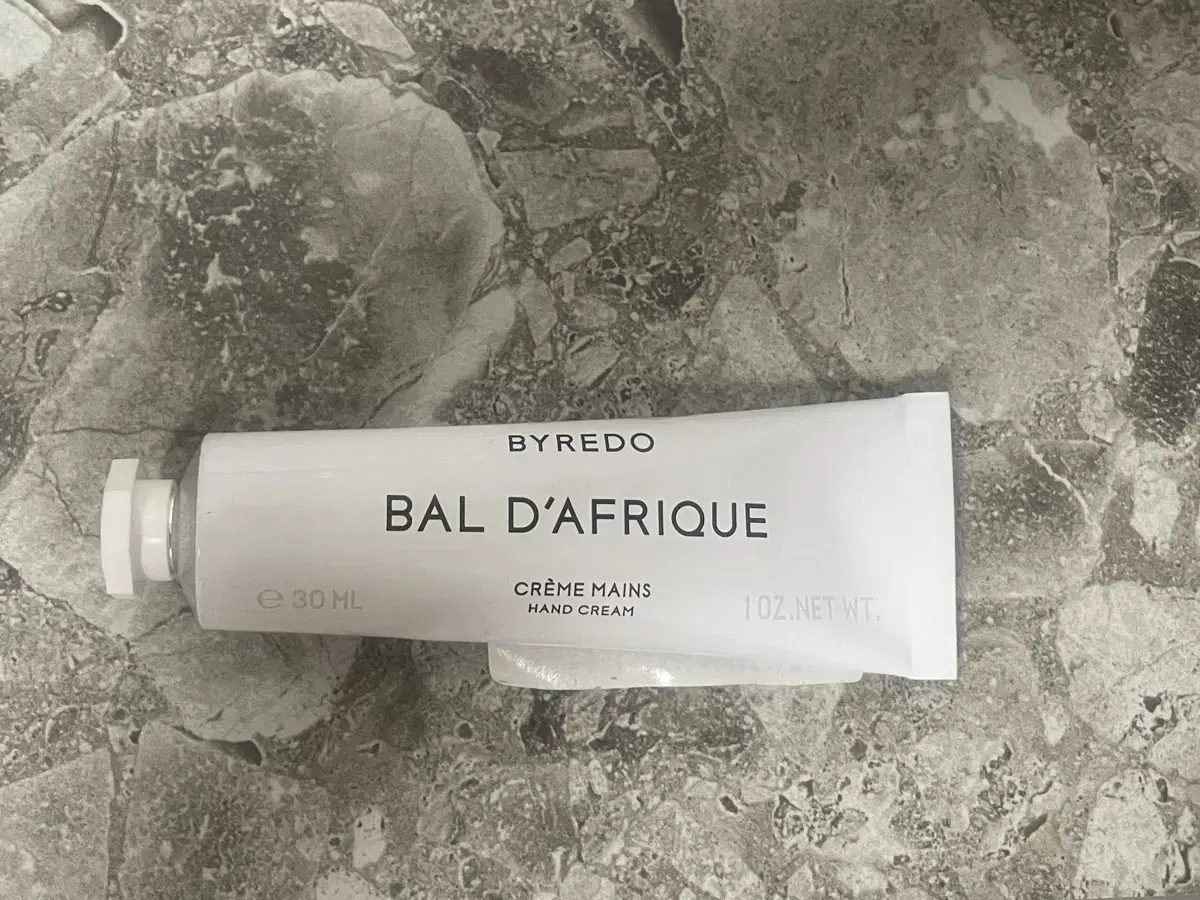 BYREDO
BAL D'AFRIQUE
CRÈME MAINS
HAND CREAM
℮ 30 ML
1 OZ.NET WT.